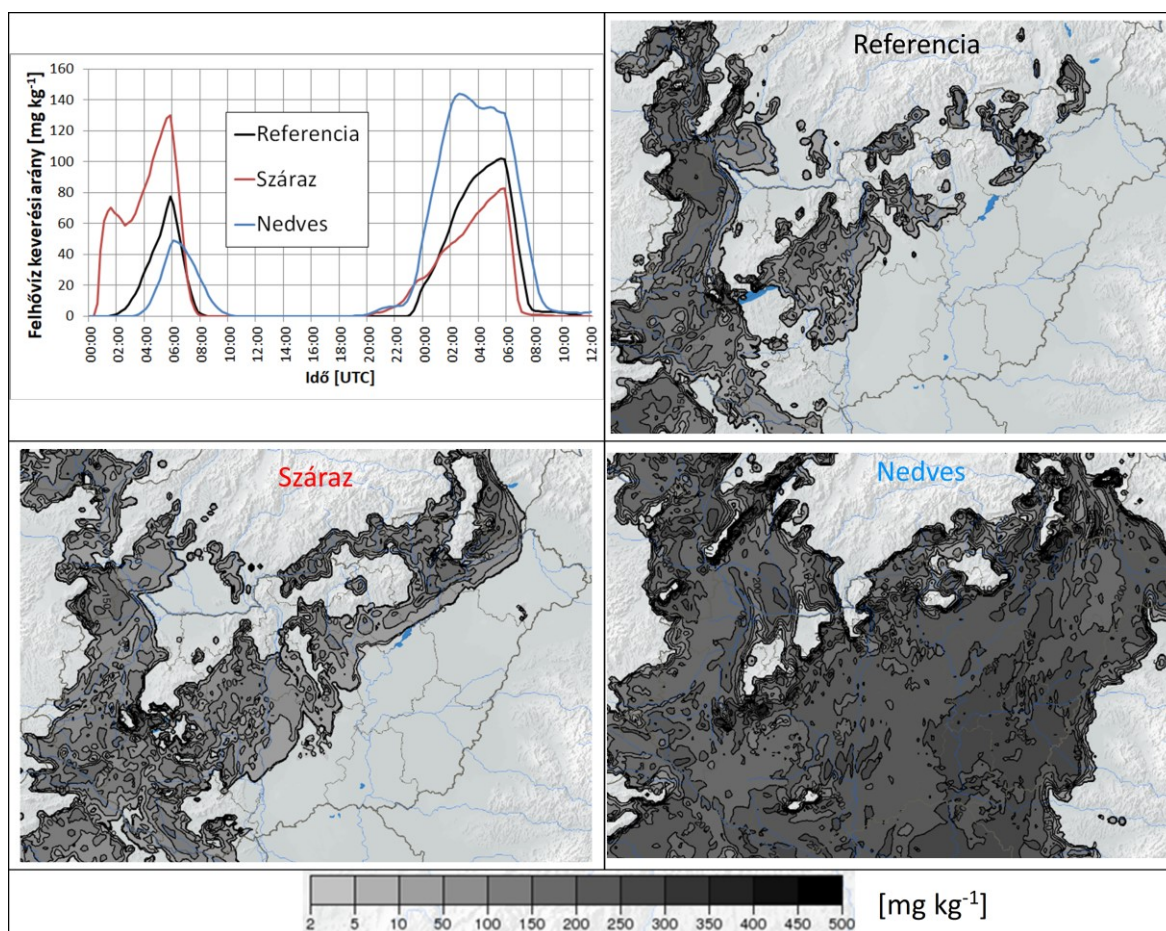 Felhővíz keverési arány [mg kg⁻¹]
160
140
120
100
80
60
40
20
0
Referencia
Száraz
Nedves
00:00 02:00 04:00 06:00 08:00 10:00 12:00 14:00 16:00 18:00 20:00 22:00 00:00 02:00 04:00 06:00 08:00 10:00 12:00
Idő [UTC]
Referencia
Száraz
Nedves
2 5 10 50 100 150 200 250 300 350 400 450 500
[mg kg⁻¹]